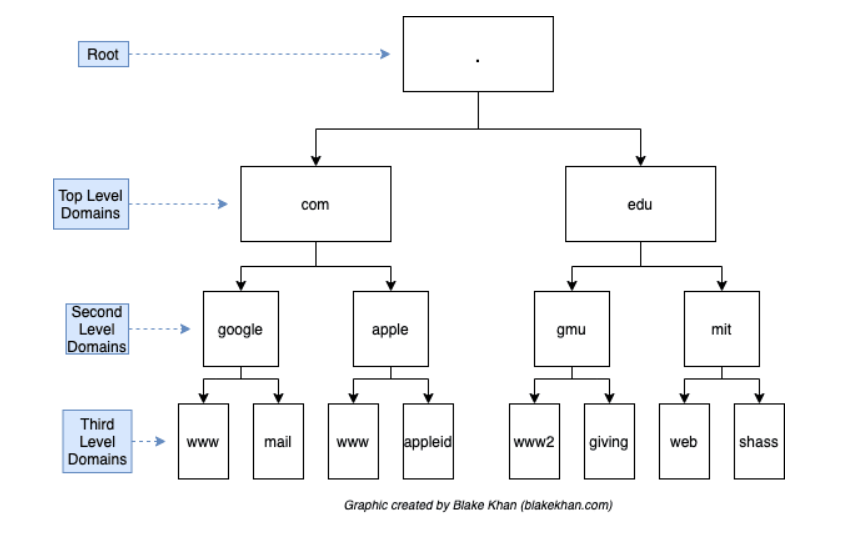 Root
.
Top Level
Domains
com
edu
Second
Level
Domains
google
apple
gmu
mit
Third
Level
Domains
www
mail
www
appleid
www2
giving
web
shass
Graphic created by Blake Khan (blakekhan.com)